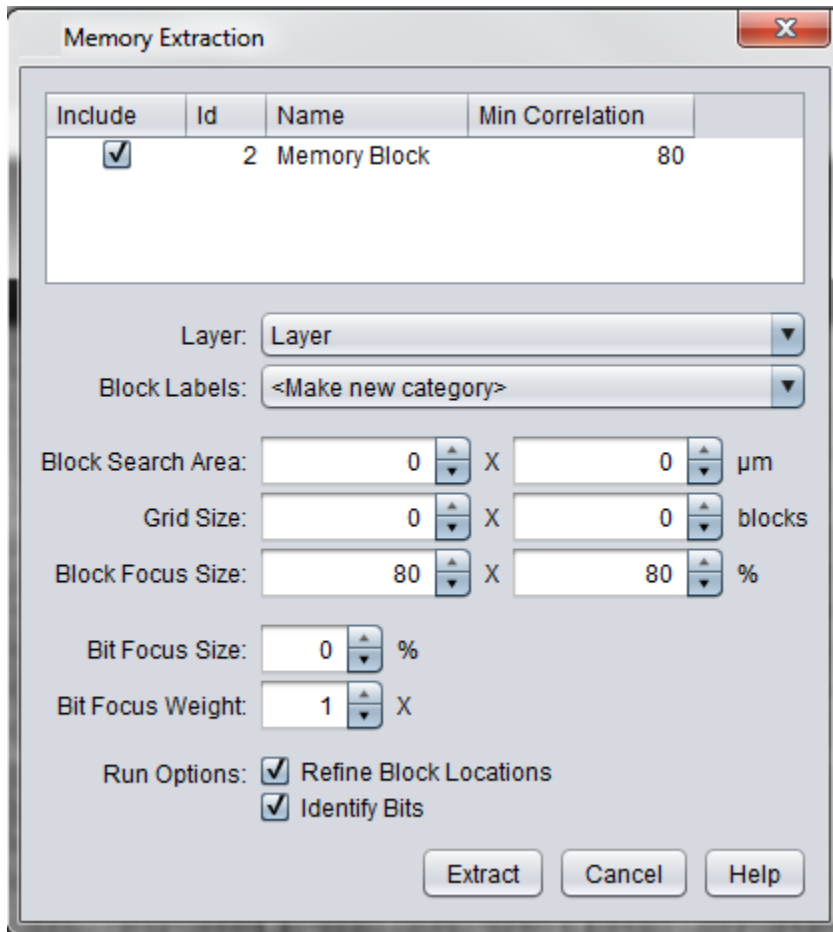 Memory Extraction
Include Id Name Min Correlation
2 Memory Block 80
Layer: Layer
Block Labels: <Make new category>
Block Search Area: 0 X 0 µm
Grid Size: 0 X 0 blocks
Block Focus Size: 80 X 80 %
Bit Focus Size: 0 %
Bit Focus Weight: 1 X
Run Options: Refine Block Locations
Identify Bits
Extract Cancel Help